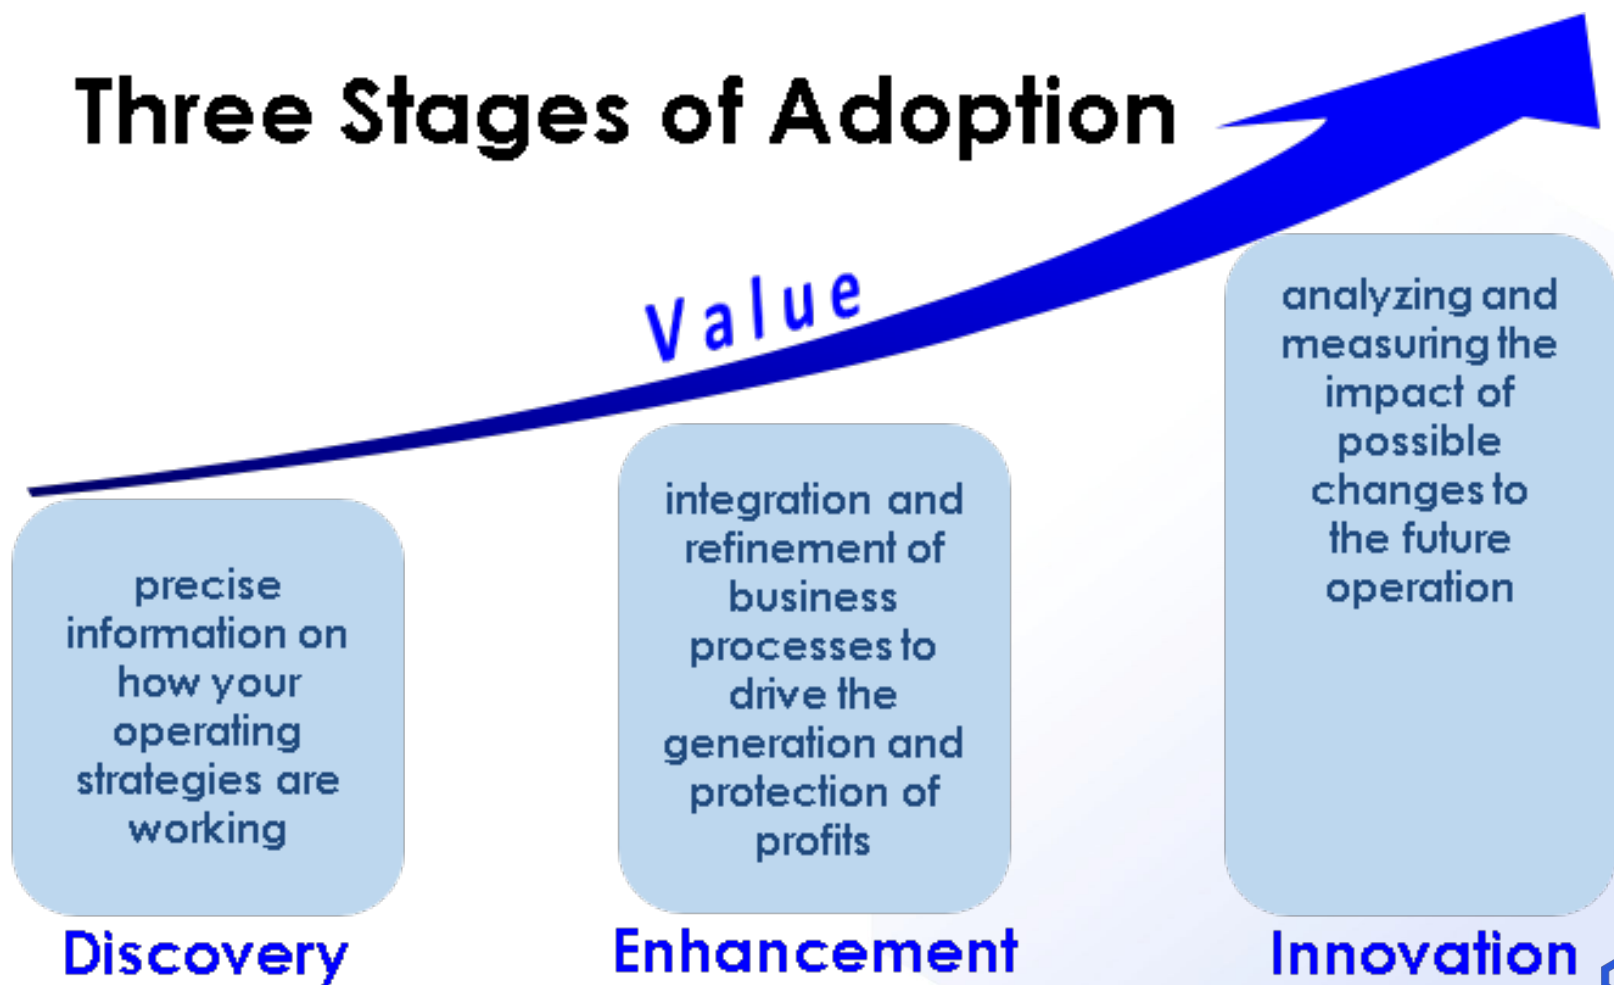 Three Stages of Adoption
Value
precise
information on
how your
operating
strategies are
working
Discovery
integration and
refinement of
business
processes to
drive the
generation and
protection of
profits
Enhancement
analyzing and
measuring the
impact of
possible
changes to
the future
operation
Innovation